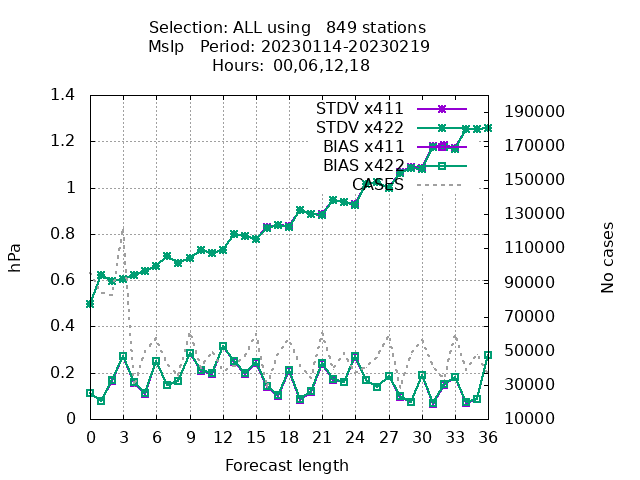 Selection: ALL using   849 stations
Mslp   Period: 20230114-20230219
Hours: 00,06,12,18
1.4
1.2
1
0.8
0.6
0.4
0.2
0
hPa
STDV x411
STDV x422
BIAS x411
BIAS x422
CASES
190000
170000
150000
130000
110000
90000
70000
50000
30000
10000
No cases
0 3 6 9 12 15 18 21 24 27 30 33 36
Forecast length